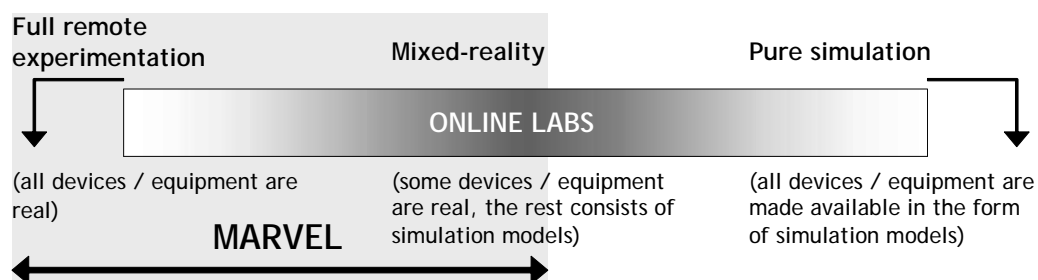 Full remote
experimentation
Mixed-reality
Pure simulation
ONLINE LABS
(all devices / equipment are
real)
(some devices / equipment
are real, the rest consists of
simulation models)
(all devices / equipment are
made available in the form
of simulation models)
MARVEL